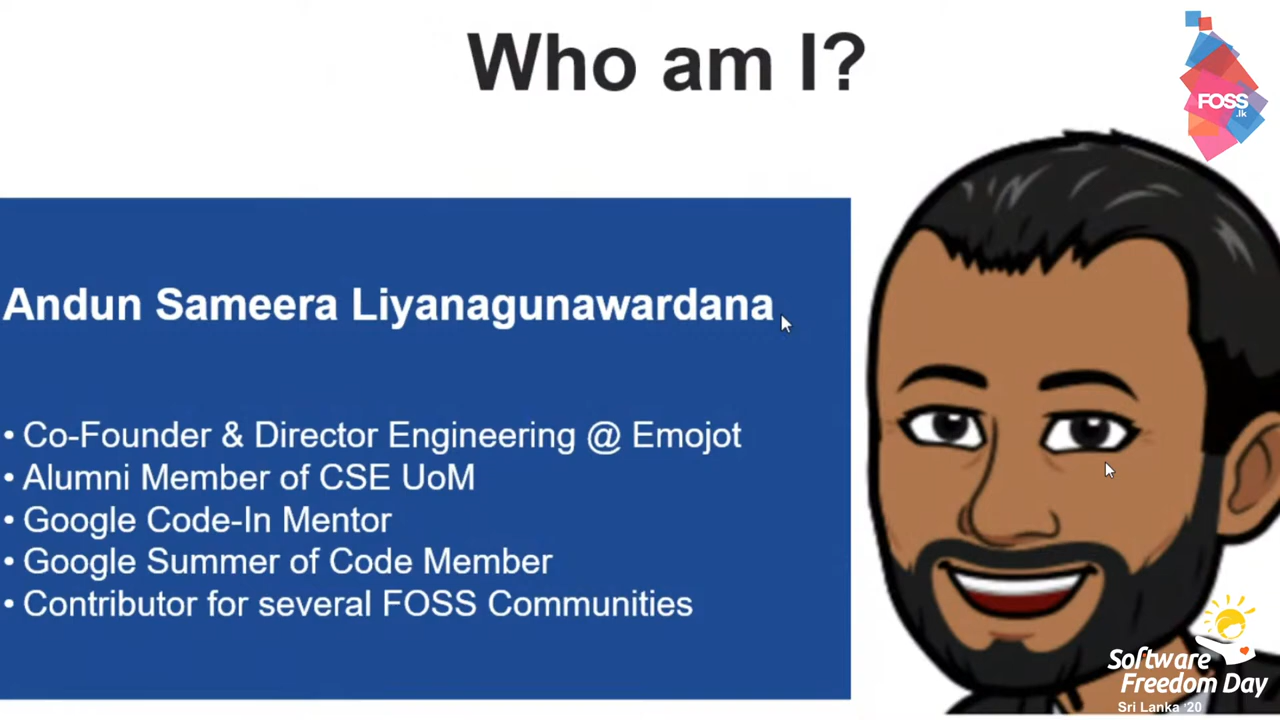 Who am I?
FOSS
.lk
Andun Sameera Liyanagunawardana
• Co-Founder & Director Engineering @ Emojot
• Alumni Member of CSE UoM
• Google Code-In Mentor
• Google Summer of Code Member
• Contributor for several FOSS Communities
Software
Freedom Day
Sri Lanka '20